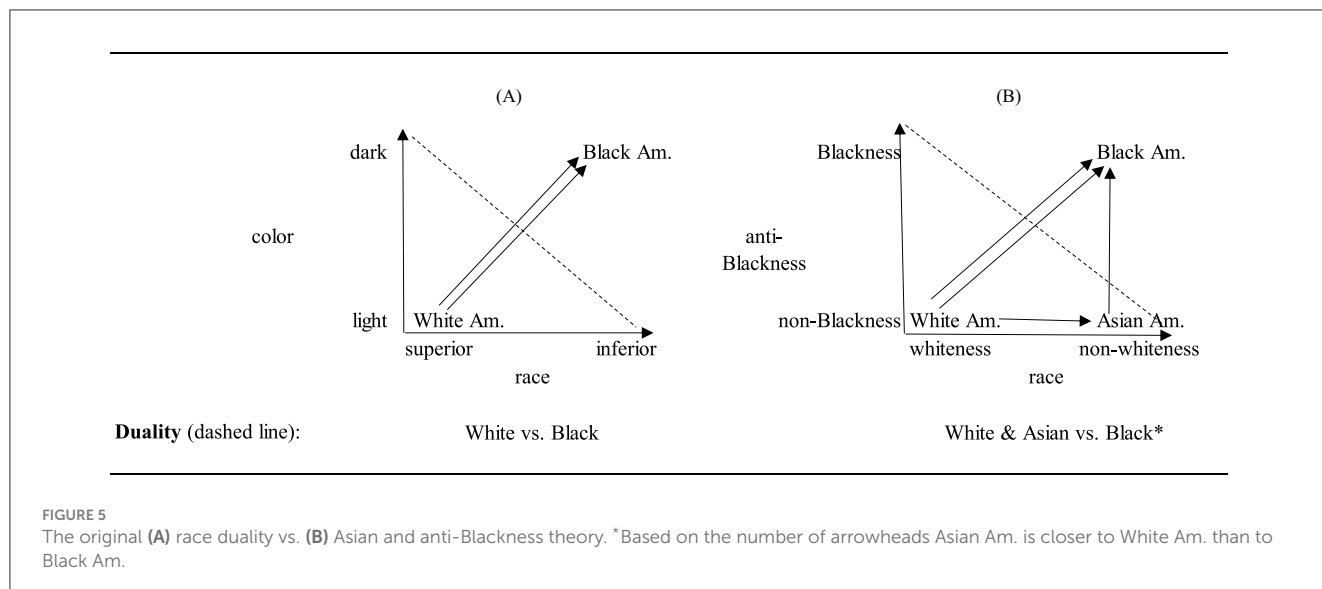 (A)
dark
Black Am.
color
light
White Am.
superior
inferior
race
(B)
Blackness
Black Am.
anti-
Blackness
non-Blackness
White Am.
Asian Am.
whiteness
non-whiteness
race
Duality (dashed line): White vs. Black White & Asian vs. Black*
FIGURE 5
The original (A) race duality vs. (B) Asian and anti-Blackness theory. *Based on the number of arrowheads Asian Am. is closer to White Am. than to
Black Am.